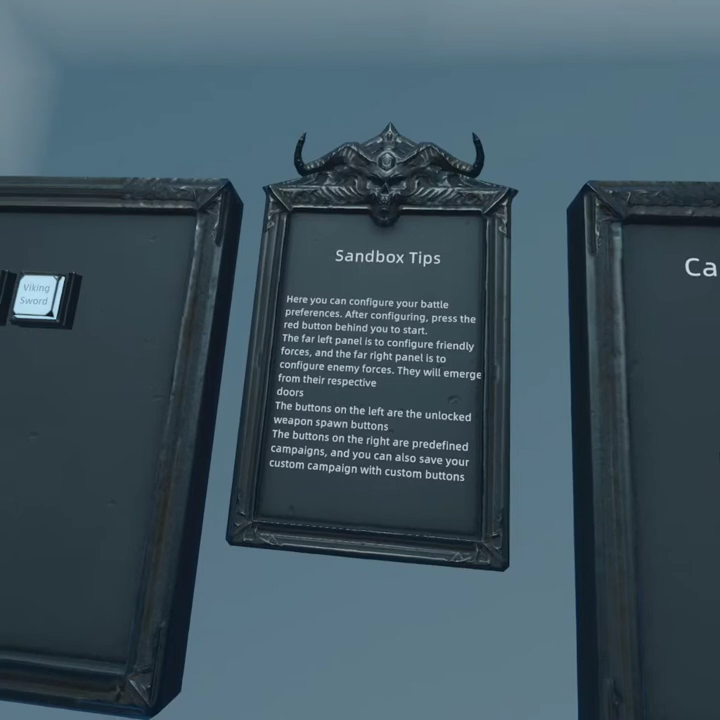 Viking
Sword
Sandbox Tips
Here you can configure your battle
preferences. After configuring, press the
red button behind you to start.
The far left panel is to configure friendly
forces, and the far right panel is to
configure enemy forces. They will emerge
from their respective
doors
The buttons on the left are the unlocked
weapon spawn buttons
The buttons on the right are predefined
campaigns, and you can also save your
custom campaign with custom buttons
Ca